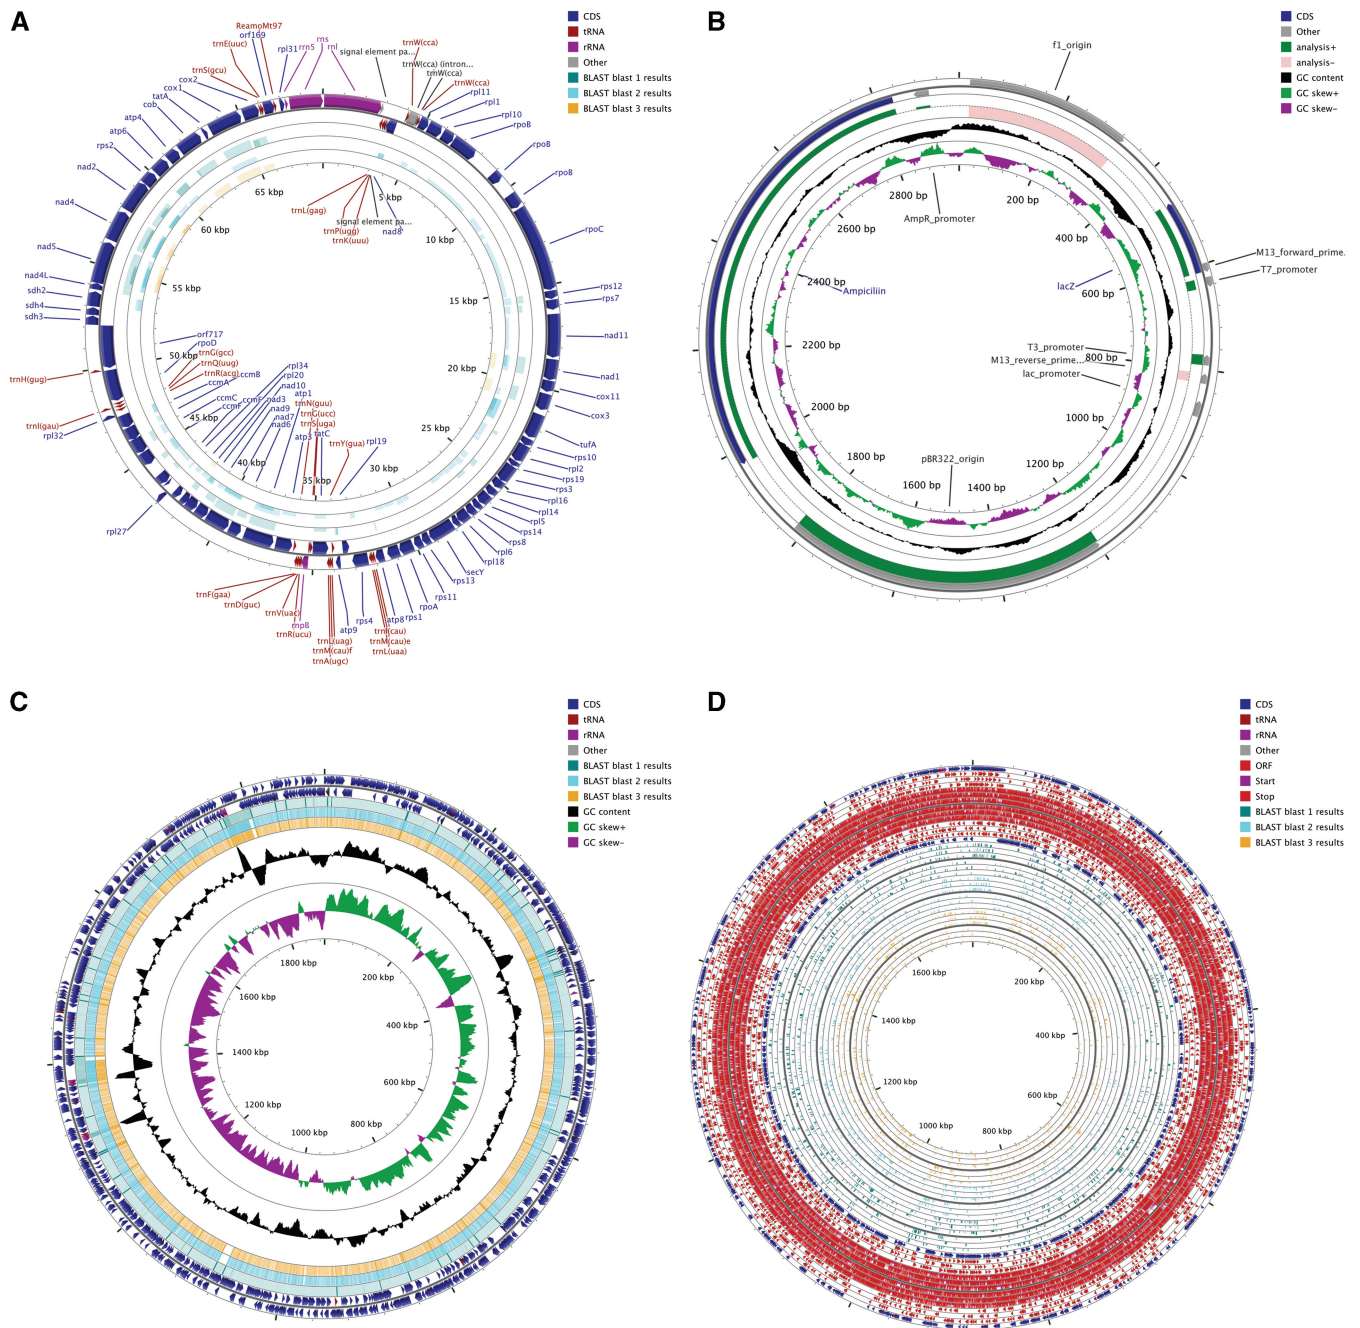 A
CDS
tRNA
rRNA
Other
BLAST blast 1 results
BLAST blast 2 results
BLAST blast 3 results
ReamoMt97
orf169
trnE(uuc)
trnS(gcu)
cox2
cox1
tatA
cob
atp4
atp6
rps2
nad2
nad4
nad5
nad4L
sdh2
sdh4
sdh3
trnH(gug)
trnI(gau)
rpl32
rpl27
rpl31
rrn5
rns
rnl
signal element pa...
trnW(cca)
trnW(cca) (intron...
trnW(cca)
trnW(cca)
rpl11
rpl1
rpl10
rpoB
rpoB
rpoB
rpoC
rps12
rps7
nad11
nad1
cox11
cox3
tufA
rps10
rpl2
rps19
rps3
rpl16
rpl14
rpl5
rps14
rps8
rpl6
rpl18
secY
rps13
rps11
rpoA
rps1
atp8
rps4
atp9
trnM(cau)e
trnL(uaa)
trnL(uag)
trnM(cau)f
trnA(ugc)
trnF(gaa)
trnD(guc)
trnV(uac)
rnpB
trnR(ucu)
trnL(gag)
signal element pa...
trnP(ugg)
nad8
trnK(uuu)
5 kbp
10 kbp
15 kbp
20 kbp
25 kbp
30 kbp
35 kbp
40 kbp
45 kbp
50 kbp
55 kbp
60 kbp
65 kbp
orf717
rpoD
trnG(gcc)
trnQ(uug)
trnR(acg)
ccmB
ccmA
ccmC
ccmF
ccmF
rpl34
rpl20
nad10
atp1
nad3
trnN(guu)
nad9
trnG(ucc)
nad7
trnS(uga)
nad6
atp3
tatC
trnY(gua)
rpl19
B
CDS
Other
analysis+
analysis-
GC content
GC skew+
GC skew-
f1_origin
M13_forward_prime.
T7_promoter
AmpR_promoter
lacZ
Ampiciliin
T3_promoter
M13_reverse_prime...
lac_promoter
pBR322_origin
200 bp
400 bp
600 bp
800 bp
1000 bp
1200 bp
1400 bp
1600 bp
1800 bp
2000 bp
2200 bp
2400 bp
2600 bp
2800 bp
C
CDS
tRNA
rRNA
Other
BLAST blast 1 results
BLAST blast 2 results
BLAST blast 3 results
GC content
GC skew+
GC skew-
200 kbp
400 kbp
600 kbp
800 kbp
1000 kbp
1200 kbp
1400 kbp
1600 kbp
1800 kbp
D
CDS
tRNA
rRNA
Other
ORF
Start
Stop
BLAST blast 1 results
BLAST blast 2 results
BLAST blast 3 results
200 kbp
400 kbp
600 kbp
800 kbp
1000 kbp
1200 kbp
1400 kbp
1600 kbp